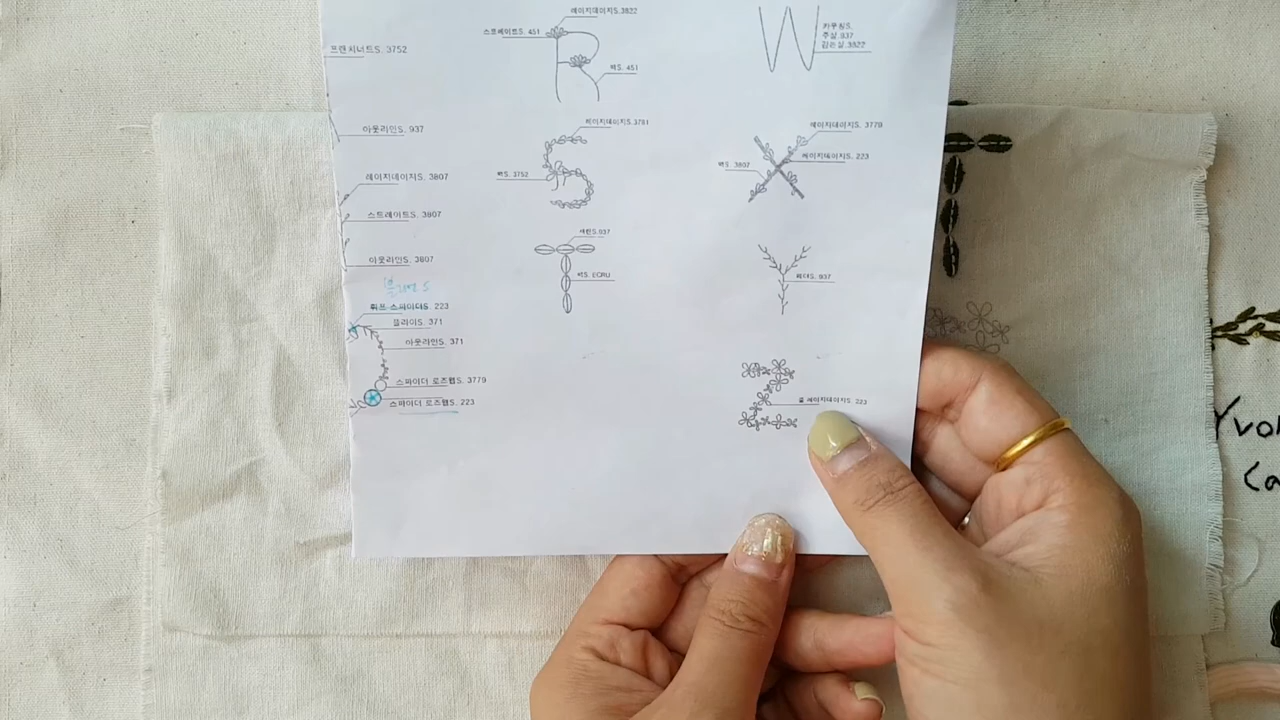 프랜치너트S. 3752
아웃라인S. 937
레이지데이지S. 3807
스트레이트S. 3807
아웃라인S. 3807
휘프 스파이더S. 223
플라이S. 371
아웃라인S. 371
스파이더 로즈웹S. 3779
스파이더 로즈웹S. 223
레이지데이지S.3822
스트레이트S. 451
R
백S. 451
레이지데이지S.3781
S
백S. 3752
T
백S. ECRU
W
카우칭S.
주실.937
감는실.3822
레이지데이지S. 3779
X
레이지데이지S. 223
백S. 3807
Y
페더S. 937
Z
레이지데이지S. 223